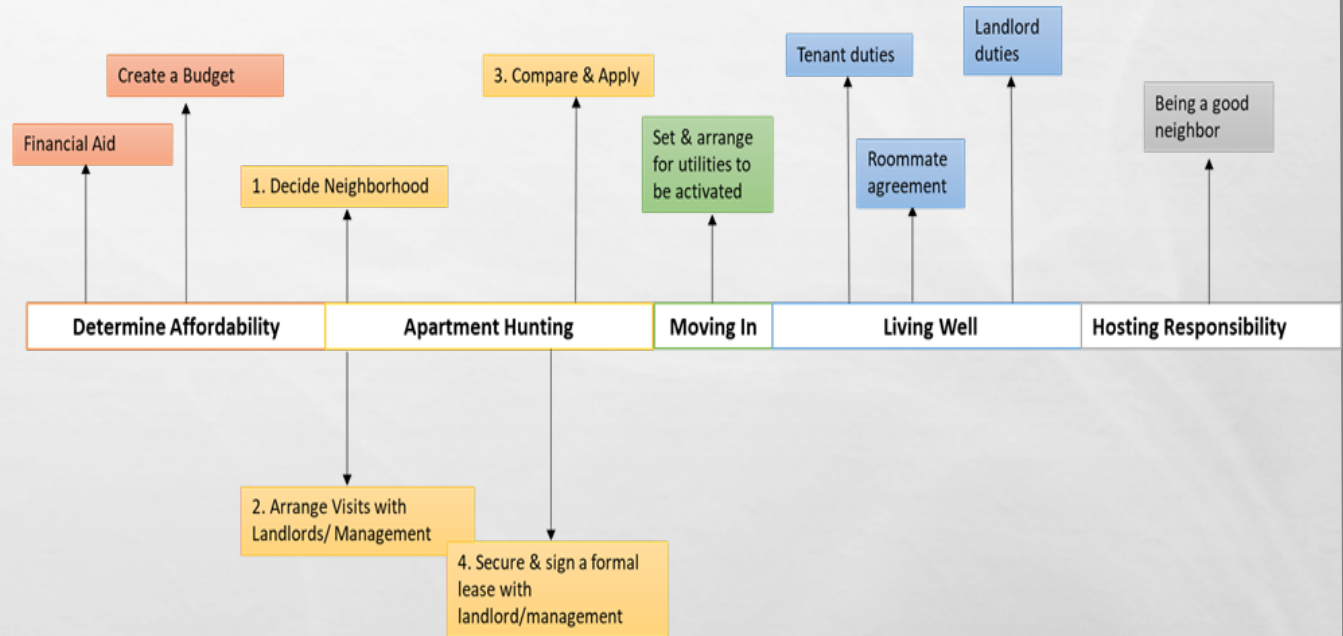 Create a Budget
Financial Aid
1. Decide Neighborhood
3. Compare & Apply
Set & arrange
for utilities to
be activated
Tenant duties
Roommate
agreement
Landlord
duties
Being a good
neighbor
Determine Affordability
Apartment Hunting
Moving In
Living Well
Hosting Responsibility
2. Arrange Visits with
Landlords/ Management
4. Secure & sign a formal
lease with
landlord/management